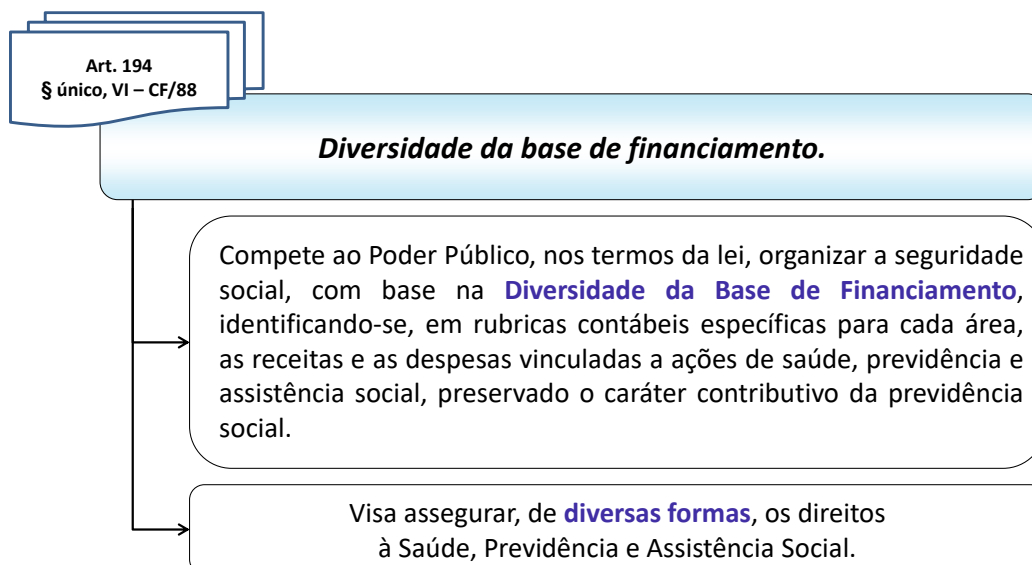 Art. 194
§ único, VI – CF/88
Diversidade da base de financiamento.
Compete ao Poder Público, nos termos da lei, organizar a seguridade
social, com base na Diversidade da Base de Financiamento,
identificando-se, em rubricas contábeis específicas para cada área,
as receitas e as despesas vinculadas a ações de saúde, previdência e
assistência social, preservado o caráter contributivo da previdência
social.
Visa assegurar, de diversas formas, os direitos
à Saúde, Previdência e Assistência Social.